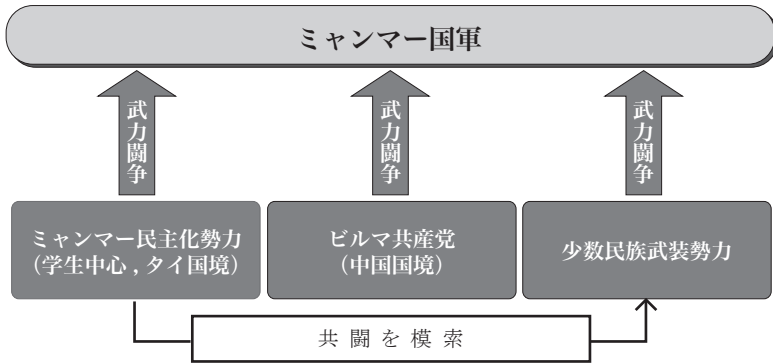 ミャンマー国軍
武力闘争
武力闘争
武力闘争
ミャンマー民主化勢力
（学生中心 , タイ国境）
ビルマ共産党
（中国国境）
少数民族武装勢力
共闘を模索